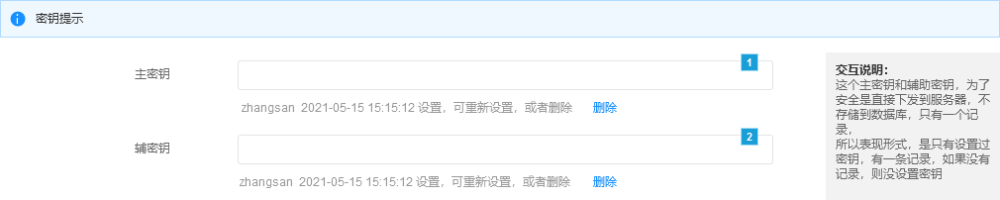 密钥提示
主密钥
1
zhangsan 2021-05-15 15:15:12 设置，可重新设置，或者删除 删除
辅密钥
2
zhangsan 2021-05-15 15:15:12 设置，可重新设置，或者删除 删除
交互说明：
这个主密钥和辅助密钥，为了
安全是直接下发到服务器，不
存储到数据库，只有一个记
录，
所以表现形式，是只有设置过
密钥，有一条记录，如果没有
记录，则没设置密钥